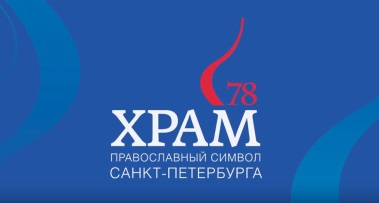 78
ХРАМ
ПРАВОСЛАВНЫЙ СИМВОЛ
САНКТ-ПЕТЕРБУРГА